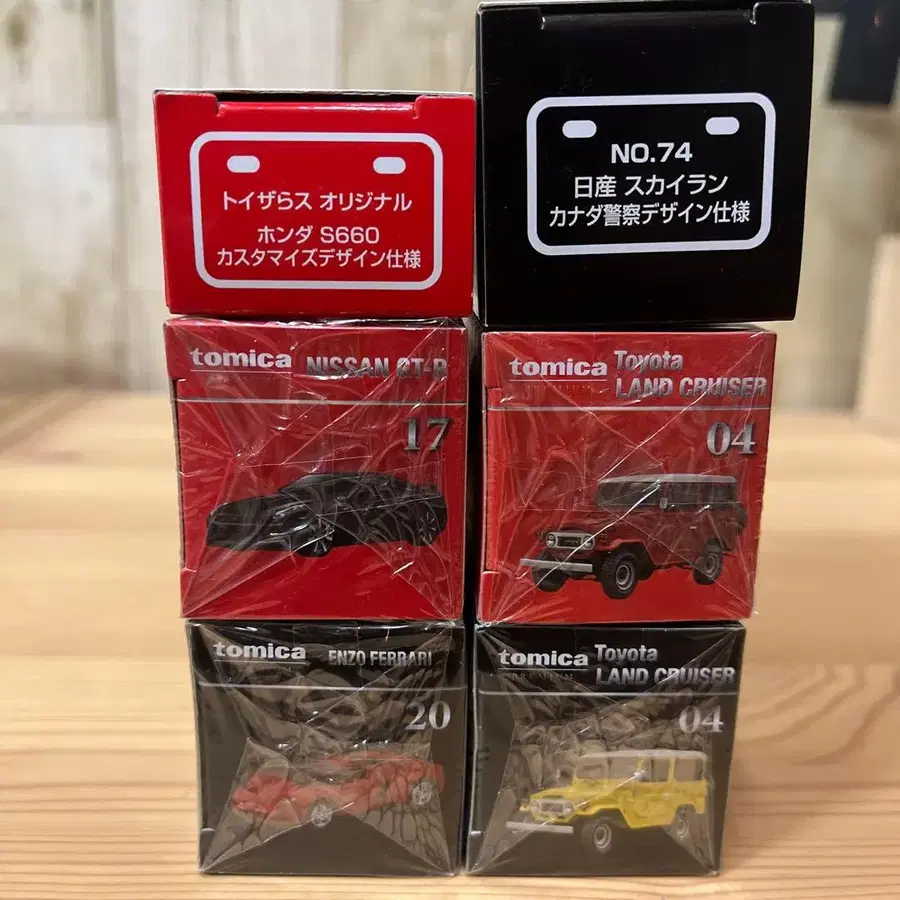 トイザらス オリジナル
ホンダ S660
カスタマイズデザイン仕様
NO.74
日産 スカイラン
カナダ警察デザイン仕様
tomica NISSAN GT-R
17
tomica Toyota
PREMIUM LAND CRUISER
04
tomica ENZO FERRARI
20
tomica Toyota
PREMIUM LAND CRUISER
04